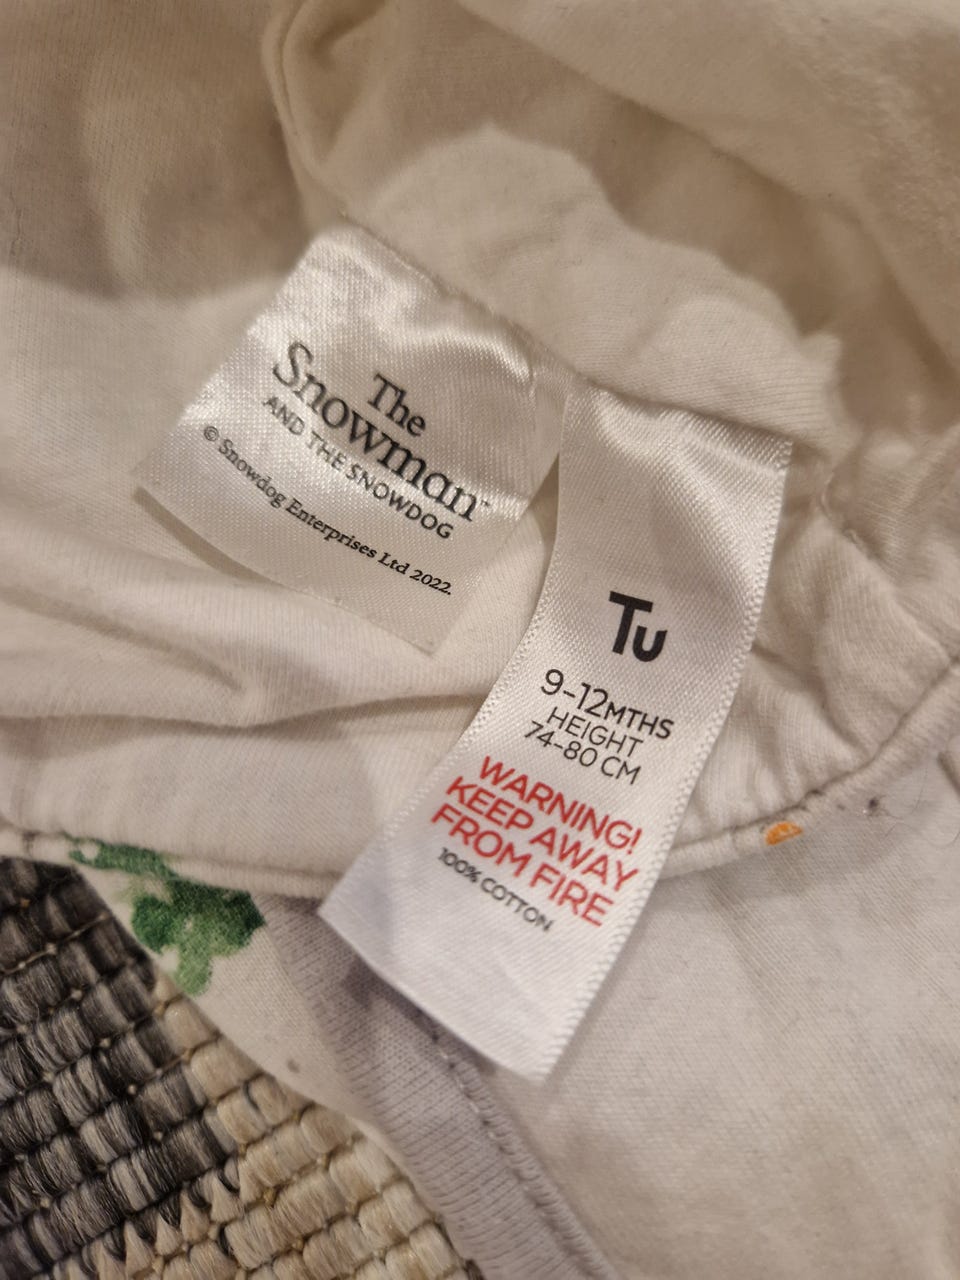 The
Snowman™
AND THE SNOWDOG
© Snowdog Enterprises Ltd 2022.
Tu
9-12MTHS
HEIGHT
74-80 CM
WARNING!
KEEP AWAY
FROM FIRE
100% COTTON